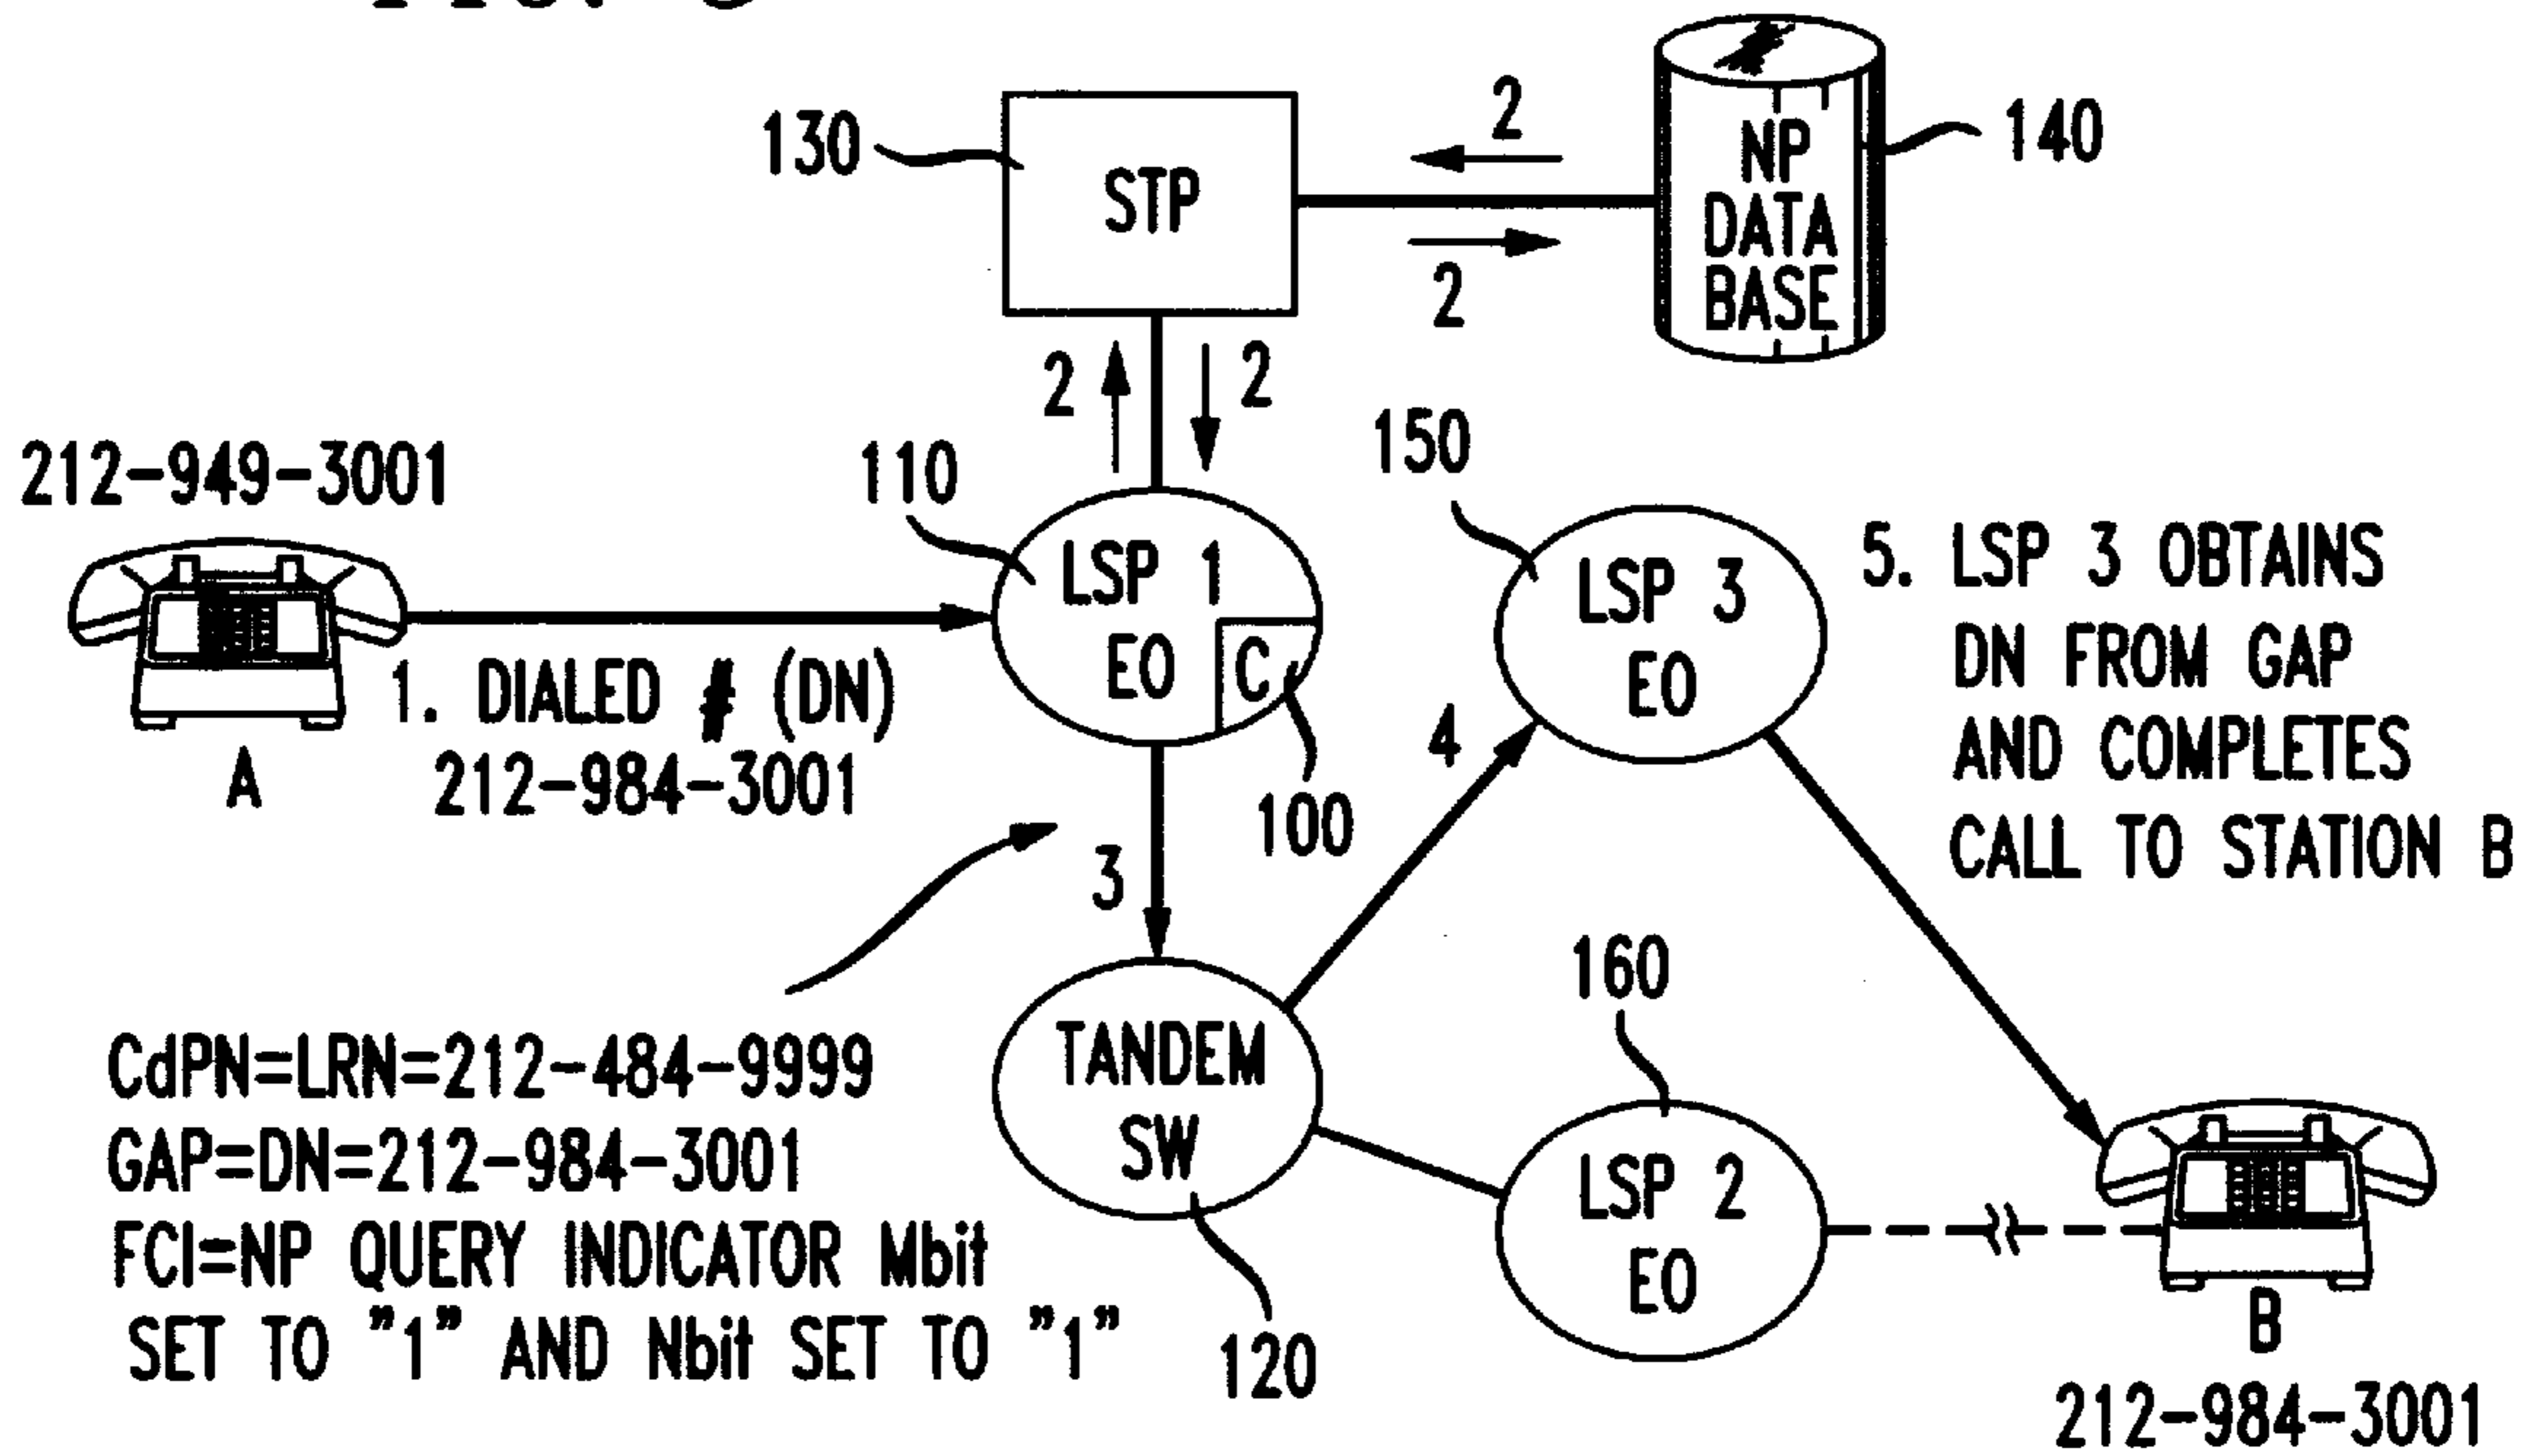 130
STP
2
2
NP
DATA
BASE
140
2
2
212-949-3001
A
1. DIALED # (DN)
212-984-3001
110
LSP 1
EO
C
100
150
LSP 3
EO
5. LSP 3 OBTAINS
DN FROM GAP
AND COMPLETES
CALL TO STATION B
3
4
CdPN=LRN=212-484-9999
GAP=DN=212-984-3001
FCI=NP QUERY INDICATOR Mbit
SET TO "1" AND Nbit SET TO "1"
TANDEM
SW
120
160
LSP 2
EO
B
212-984-3001